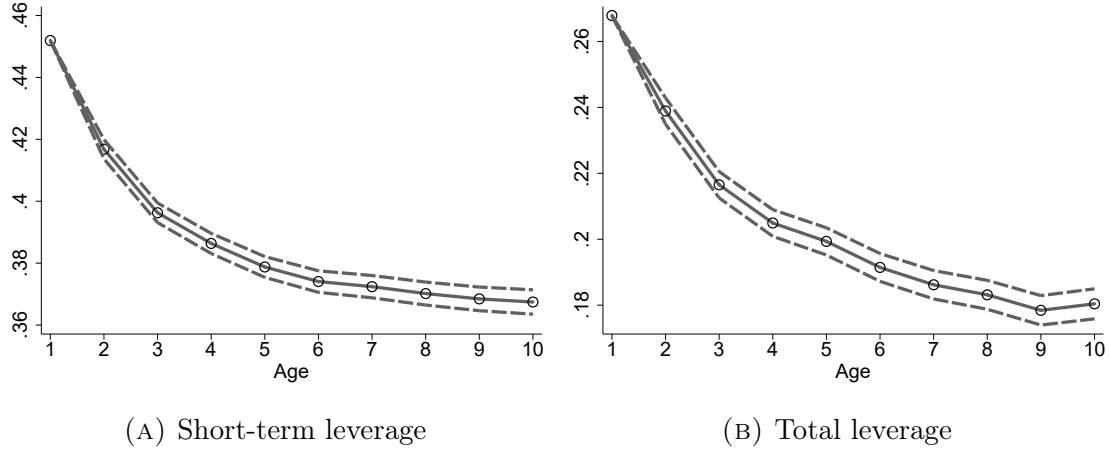 .46
.44
.42
.4
.38
.36
1 2 3 4 5 6 7 8 9 10
Age
(A) Short-term leverage
.26
.24
.22
.2
.18
1 2 3 4 5 6 7 8 9 10
Age
(B) Total leverage